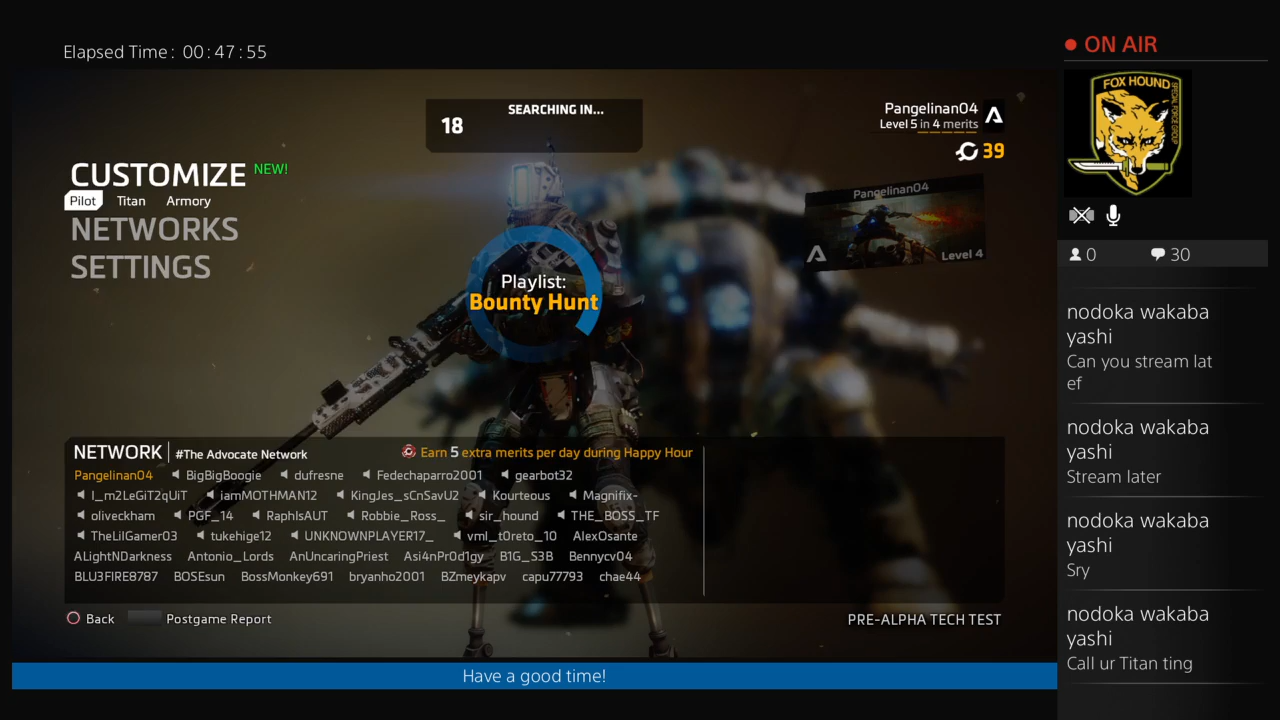 Elapsed Time: 00:47:55
ON AIR
SEARCHING IN...
18
Pangelinan04
Level 5 in 4 merits
39
FOX HOUND
SPECIAL FORCE GROUP
CUSTOMIZE NEW!
Pilot Titan Armory
NETWORKS
SETTINGS
Pangelinan04
Level 4
Playlist:
Bounty Hunt
0 30
nodoka wakaba
yashi
Can you stream lat
ef
nodoka wakaba
yashi
Stream later
nodoka wakaba
yashi
Sry
nodoka wakaba
yashi
Call ur Titan ting
NETWORK #The Advocate Network Earn 5 extra merits per day during Happy Hour
Pangelinan04 BigBigBoogie dufresne Fedechaparro2001 gearbot32
I_m2LeGiT2qUiT iamMOTHMAN12 KingJes_sCnSavU2 Kourteous Magnifix-
oliveckham PGF_14 RaphIsAUT Robbie_Ross_ sir_hound THE_BOSS_TF
TheLilGamer03 tukehige12 UNKNOWNPLAYER17_ vml_t0reto_10 AlexOsante
ALightNDarkness Antonio_Lords AnUncaringPriest Asi4nPr0d1gy B1G_S3B Bennycv04
BLU3FIRE8787 BOSEsun BossMonkey691 bryanho2001 BZmeykapv capu77793 chae44
Back Postgame Report
PRE-ALPHA TECH TEST
Have a good time!